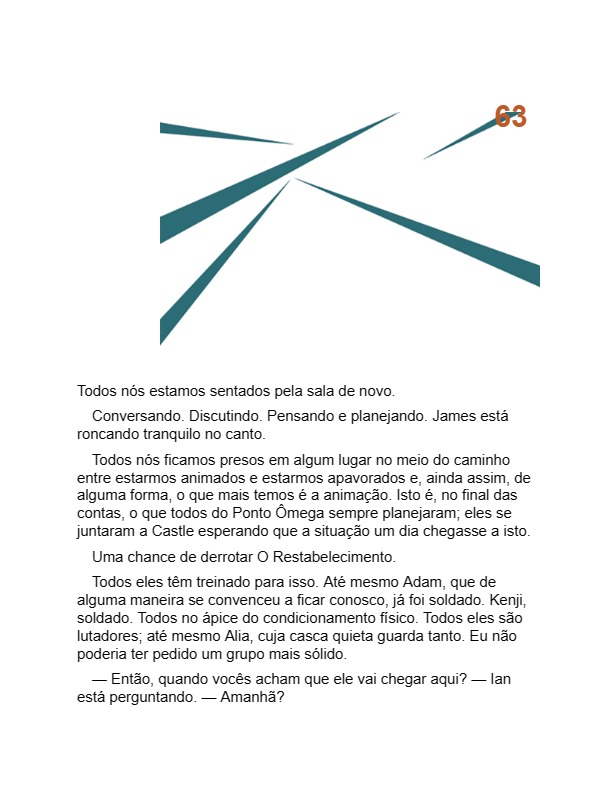 63
Todos nós estamos sentados pela sala de novo.
Conversando. Discutindo. Pensando e planejando. James está
roncando tranquilo no canto.
Todos nós ficamos presos em algum lugar no meio do caminho
entre estarmos animados e estarmos apavorados e, ainda assim, de
alguma forma, o que mais temos é a animação. Isto é, no final das
contas, o que todos do Ponto Ômega sempre planejaram; eles se
juntaram a Castle esperando que a situação um dia chegasse a isto.
Uma chance de derrotar O Restabelecimento.
Todos eles têm treinado para isso. Até mesmo Adam, que de
alguma maneira se convenceu a ficar conosco, já foi soldado. Kenji,
soldado. Todos no ápice do condicionamento físico. Todos eles são
lutadores; até mesmo Alia, cuja casca quieta guarda tanto. Eu não
poderia ter pedido um grupo mais sólido.
— Então, quando vocês acham que ele vai chegar aqui? — Ian
está perguntando. — Amanhã?